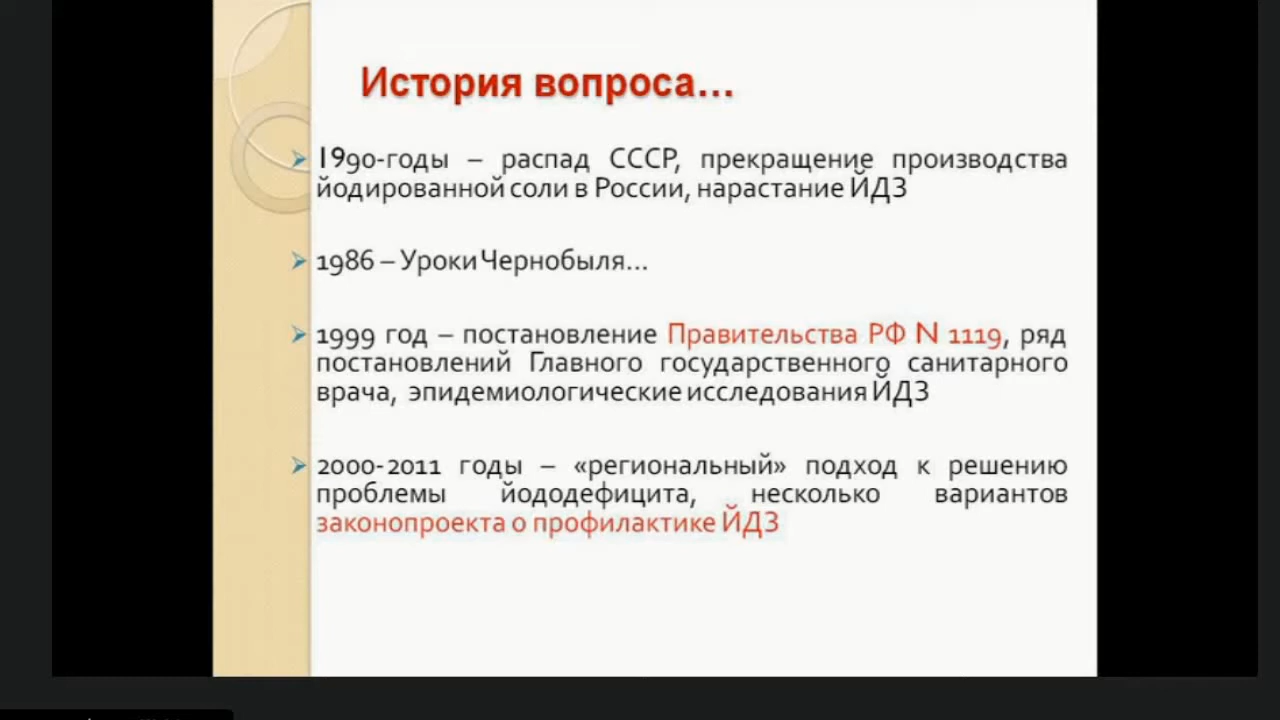 История вопроса...
1990-годы – распад СССР, прекращение производства
йодированной соли в России, нарастание ЙДЗ
1986 – Уроки Чернобыля...
1999 год – постановление Правительства РФ N 1119, ряд
постановлений Главного государственного санитарного
врача, эпидемиологические исследования ЙДЗ
2000-2011 годы – «региональный» подход к решению
проблемы йододефицита, несколько вариантов
законопроекта о профилактике ЙДЗ